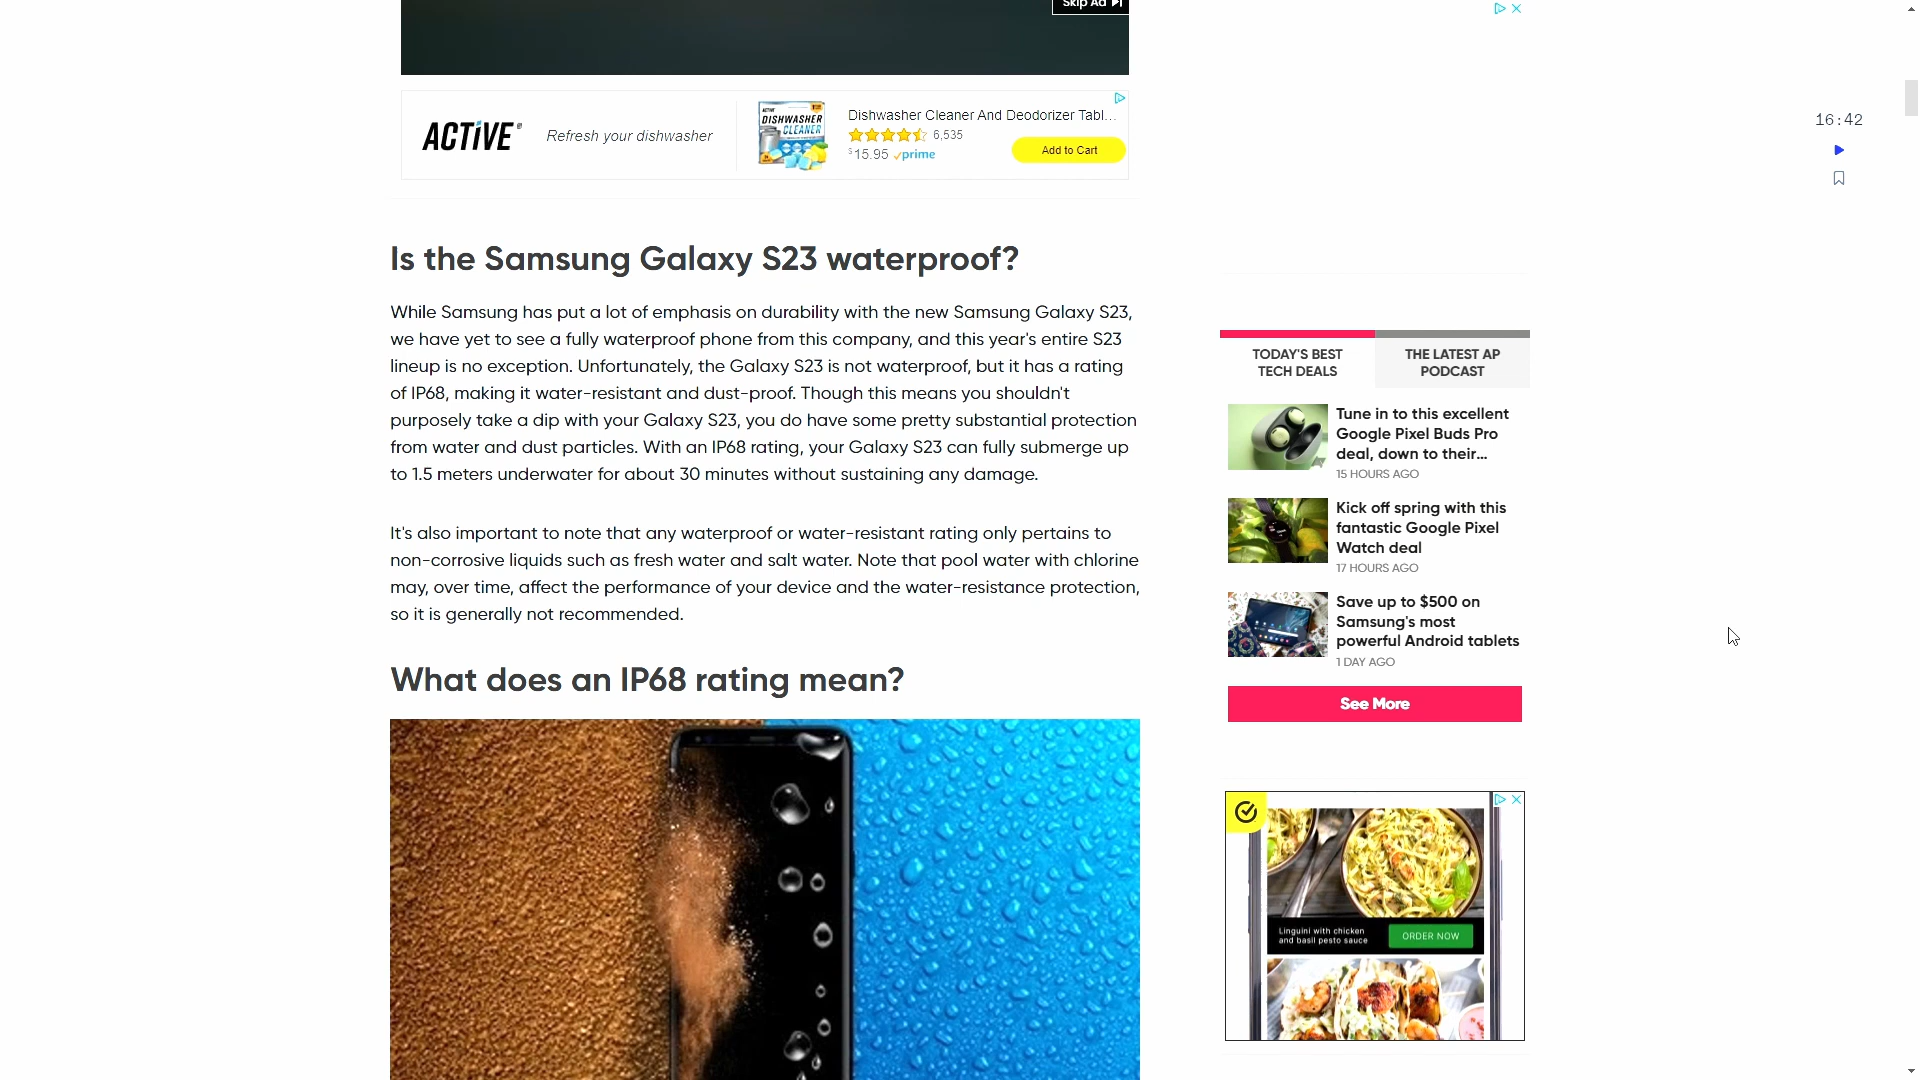 Skip Ad
ACTIVE
Refresh your dishwasher
ACTIVE
DISHWASHER
CLEANER
Dishwasher Cleaner And Deodorizer Tabl...
6,535
$15.95 prime
Add to Cart
16:42
Is the Samsung Galaxy S23 waterproof?
While Samsung has put a lot of emphasis on durability with the new Samsung Galaxy S23,
we have yet to see a fully waterproof phone from this company, and this year's entire S23
lineup is no exception. Unfortunately, the Galaxy S23 is not waterproof, but it has a rating
of IP68, making it water-resistant and dust-proof. Though this means you shouldn't
purposely take a dip with your Galaxy S23, you do have some pretty substantial protection
from water and dust particles. With an IP68 rating, your Galaxy S23 can fully submerge up
to 1.5 meters underwater for about 30 minutes without sustaining any damage.
It's also important to note that any waterproof or water-resistant rating only pertains to
non-corrosive liquids such as fresh water and salt water. Note that pool water with chlorine
may, over time, affect the performance of your device and the water-resistance protection,
so it is generally not recommended.
What does an IP68 rating mean?
TODAY'S BEST
TECH DEALS
THE LATEST AP
PODCAST
Tune in to this excellent
Google Pixel Buds Pro
deal, down to their...
15 HOURS AGO
Kick off spring with this
fantastic Google Pixel
Watch deal
17 HOURS AGO
Save up to $500 on
Samsung's most
powerful Android tablets
1 DAY AGO
See More
Linguini with chicken
and basil pesto sauce
ORDER NOW